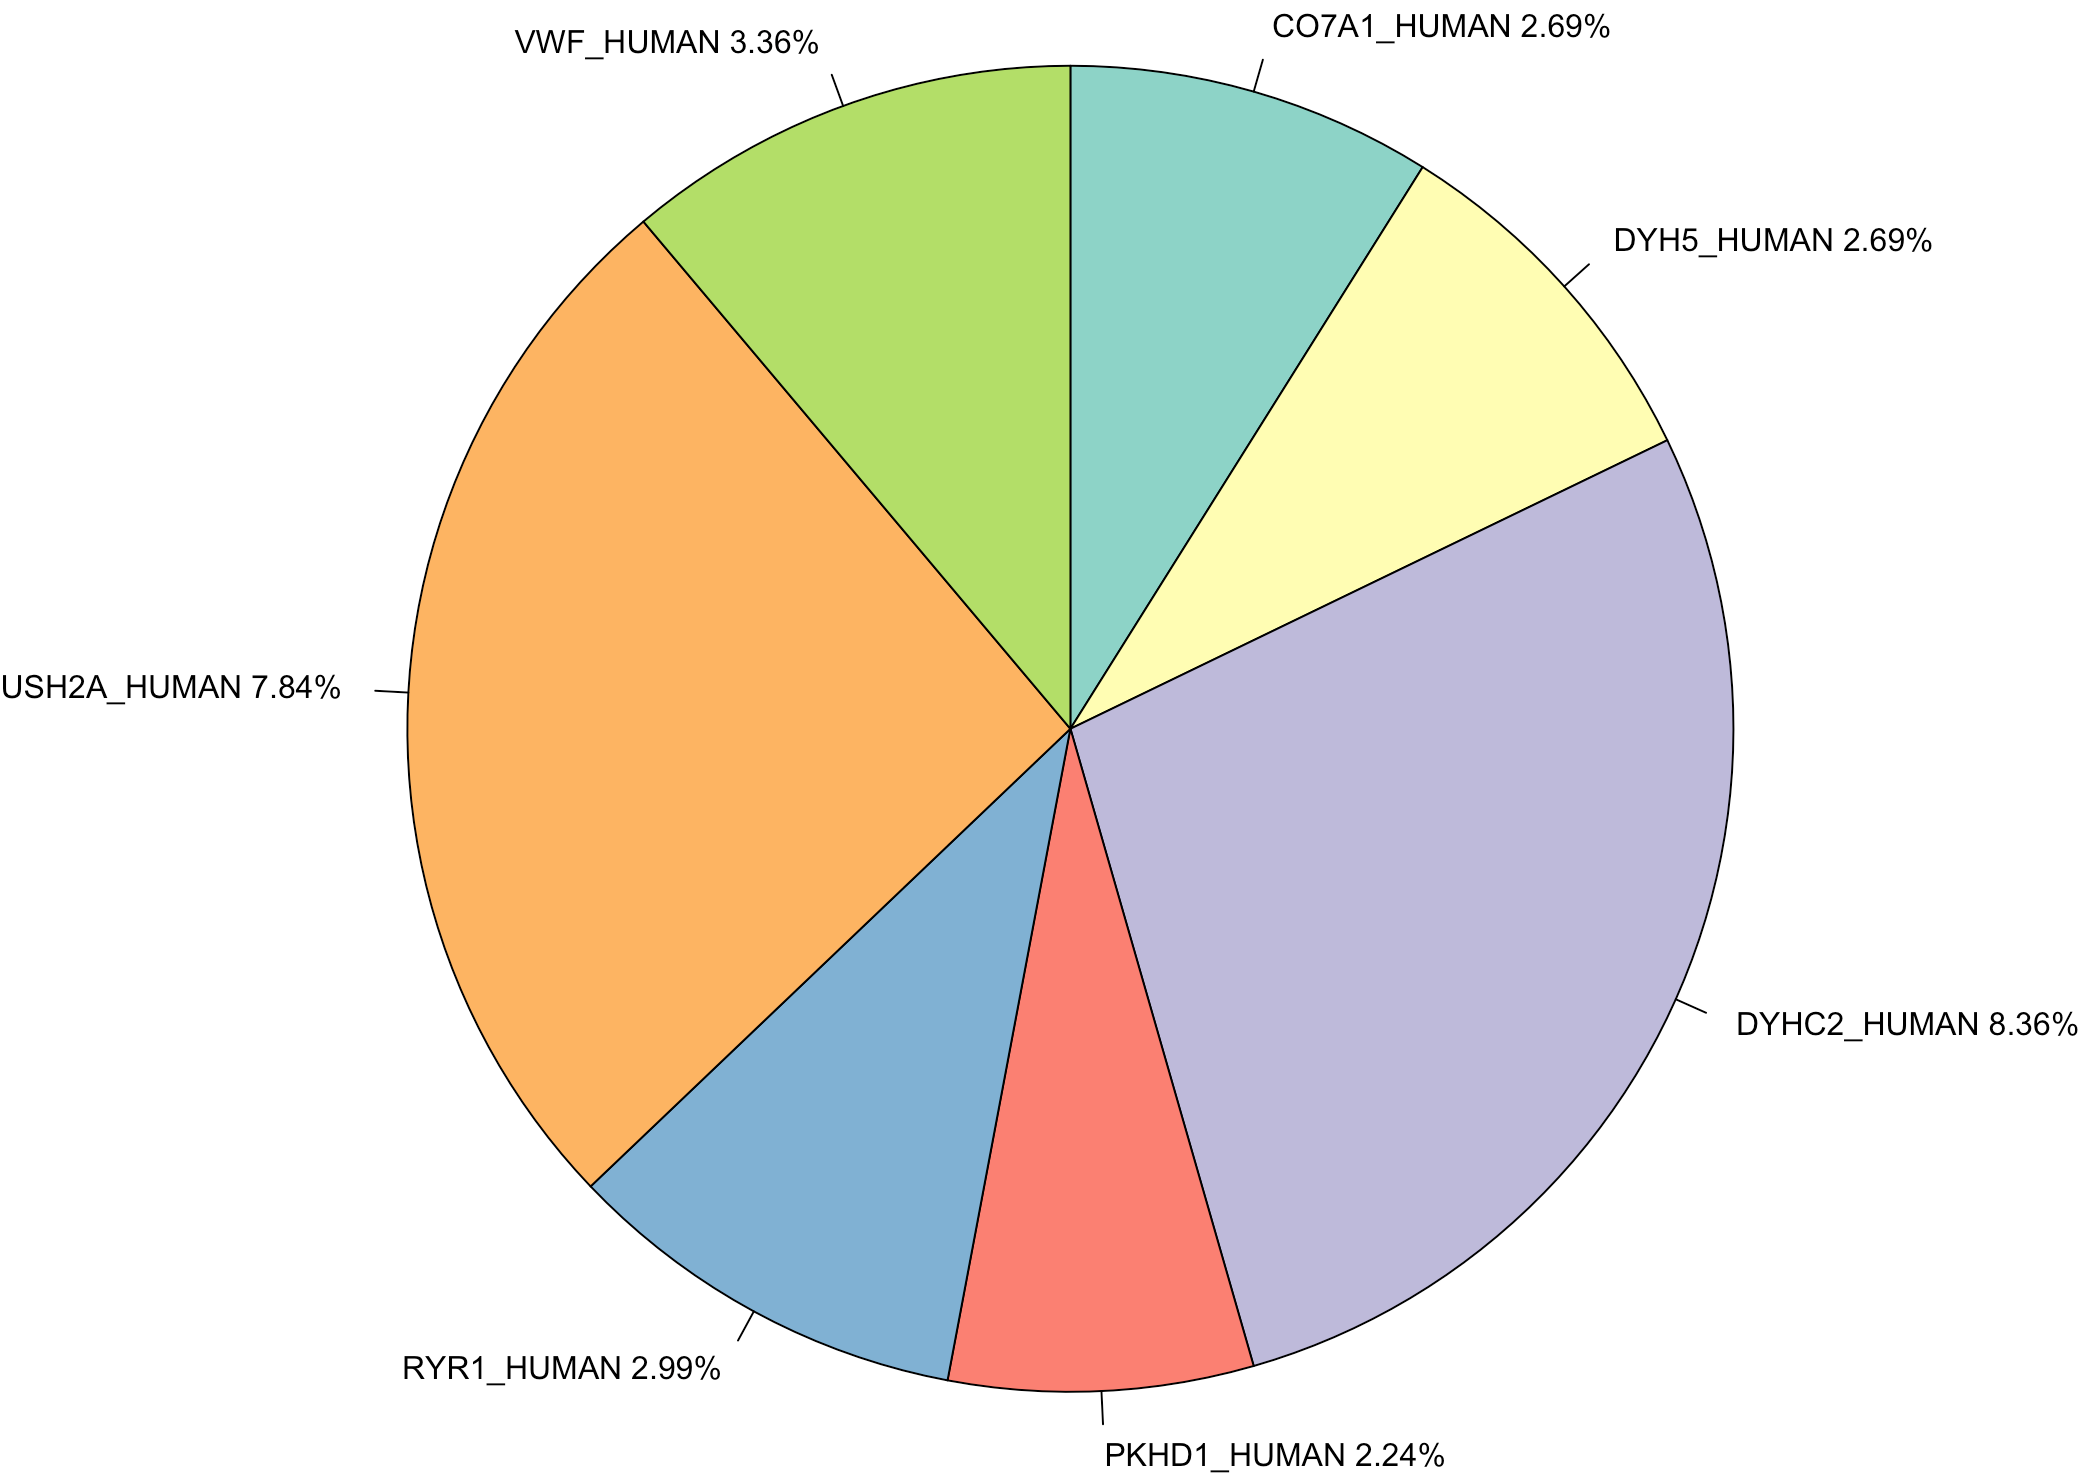 CO7A1_HUMAN 2.69%
VWF_HUMAN 3.36%
DYH5_HUMAN 2.69%
USH2A_HUMAN 7.84%
DYHC2_HUMAN 8.36%
RYR1_HUMAN 2.99%
PKHD1_HUMAN 2.24%